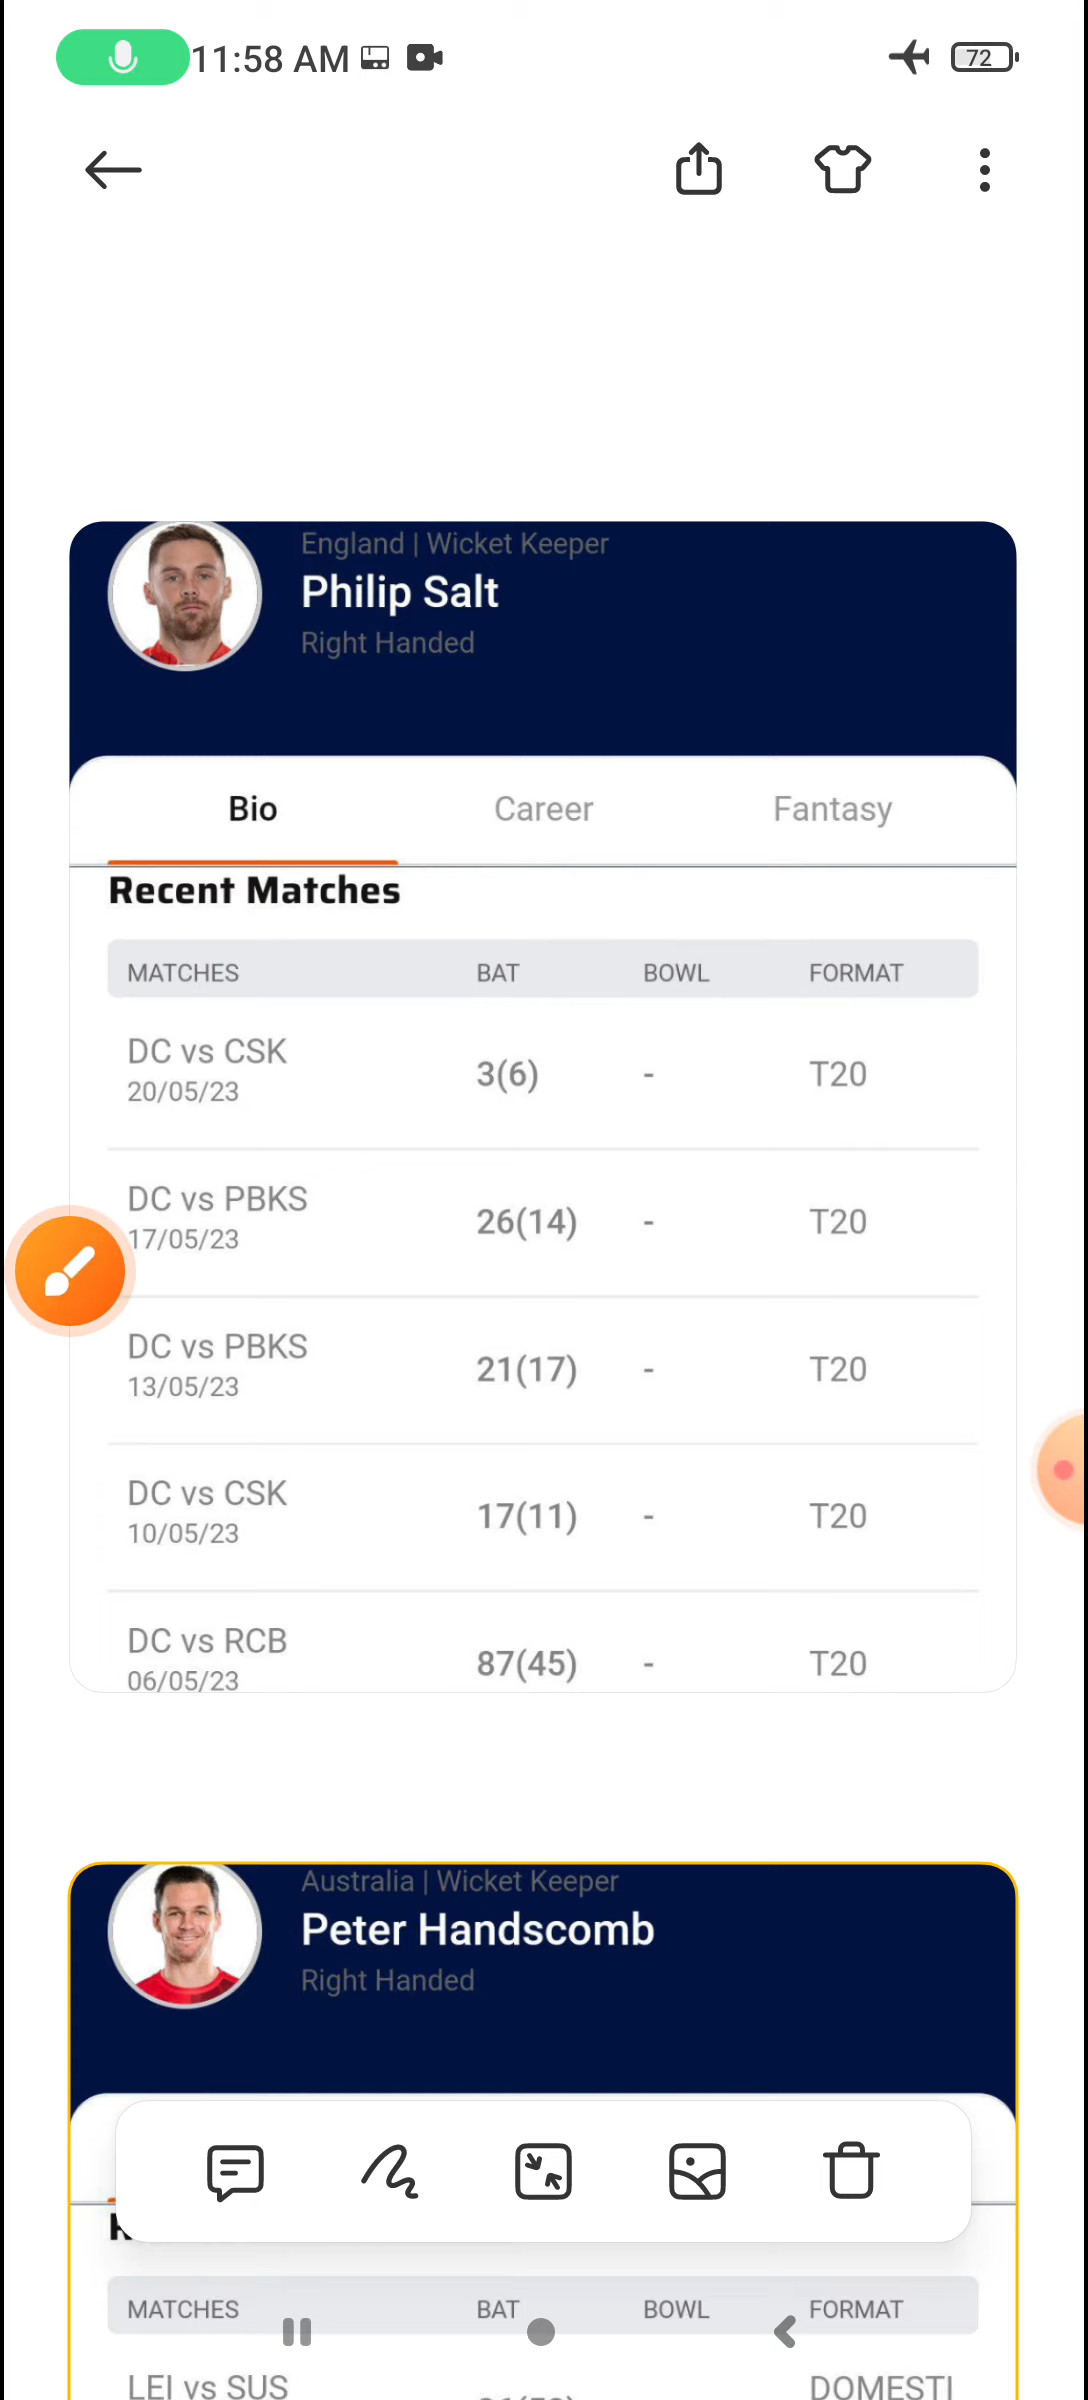 11:58 AM
72
England | Wicket Keeper
Philip Salt
Right Handed
Bio Career Fantasy
Recent Matches
MATCHES BAT BOWL FORMAT
DC vs CSK
20/05/23
3(6) - T20
DC vs PBKS
17/05/23
26(14) - T20
DC vs PBKS
13/05/23
21(17) - T20
DC vs CSK
10/05/23
17(11) - T20
DC vs RCB
06/05/23
87(45) - T20
Australia | Wicket Keeper
Peter Handscomb
Right Handed
MATCHES BAT BOWL FORMAT
LEI vs SUS
DOMESTI